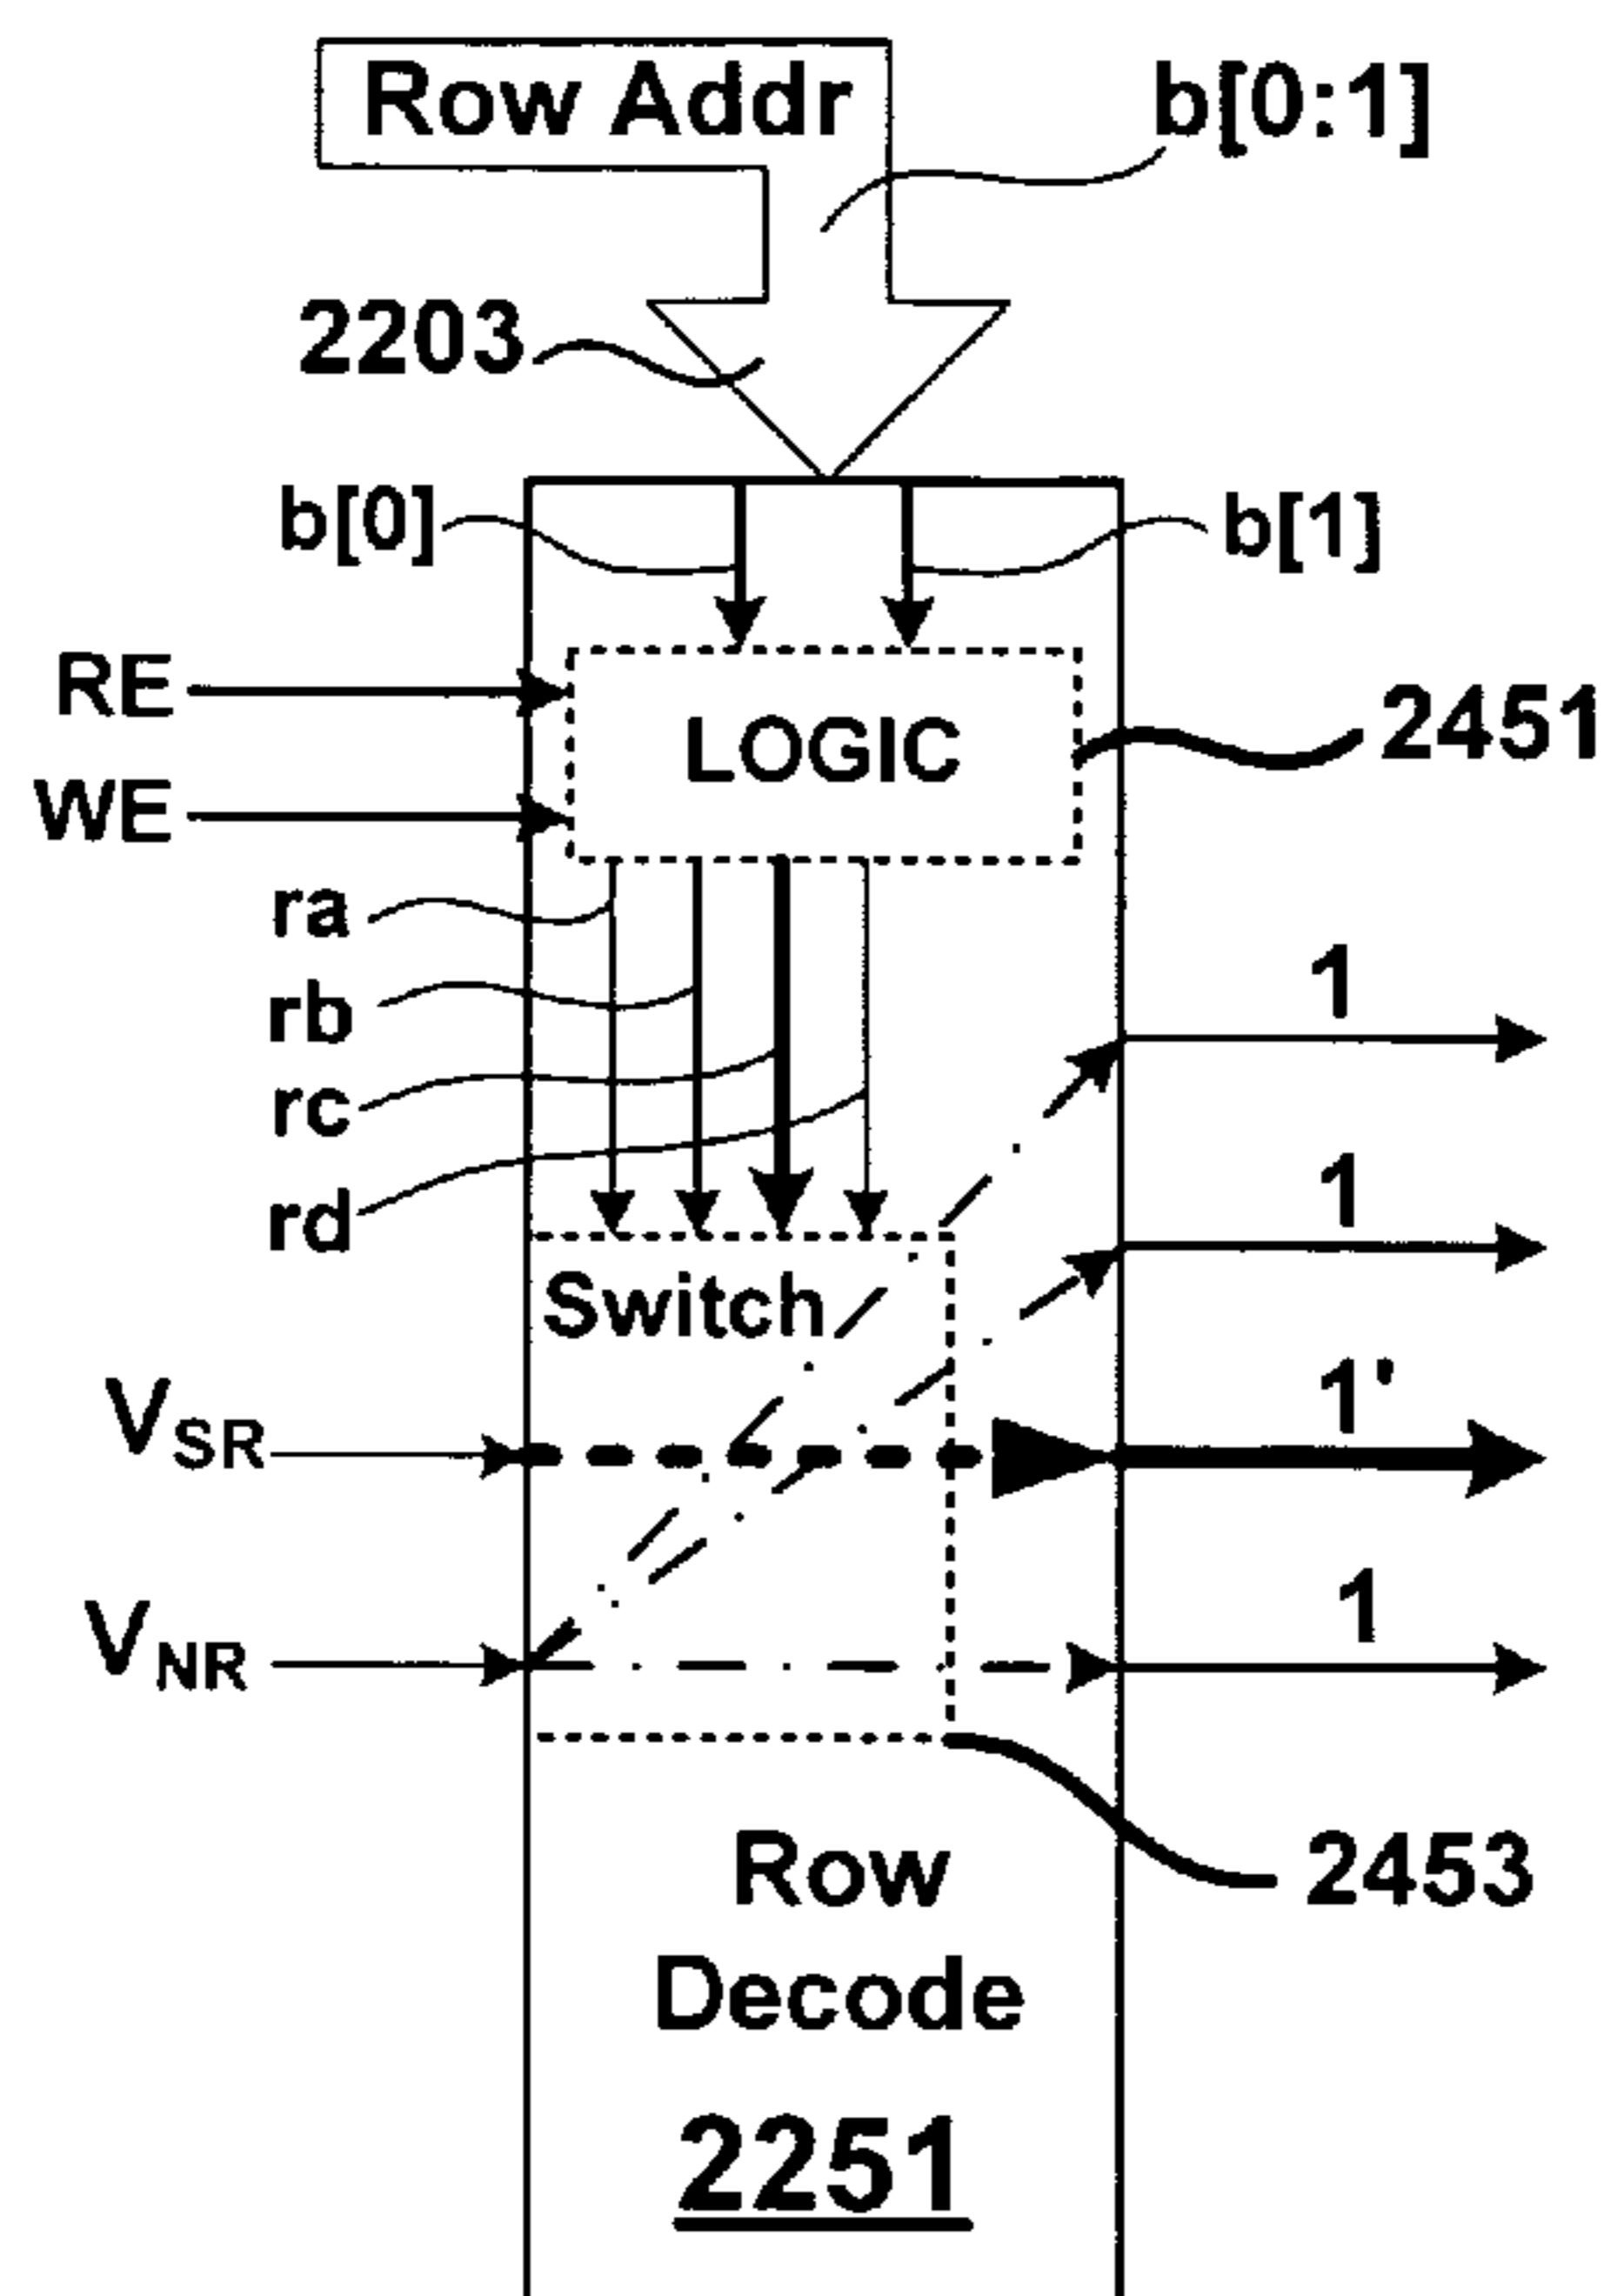 Row Addr
b[0:1]
2203
b[0]
b[1]
RE
LOGIC
2451
WE
ra
rb
rc
rd
1
1
Switch
VSR
1'
VNR
1
2453
Row
Decode
2251